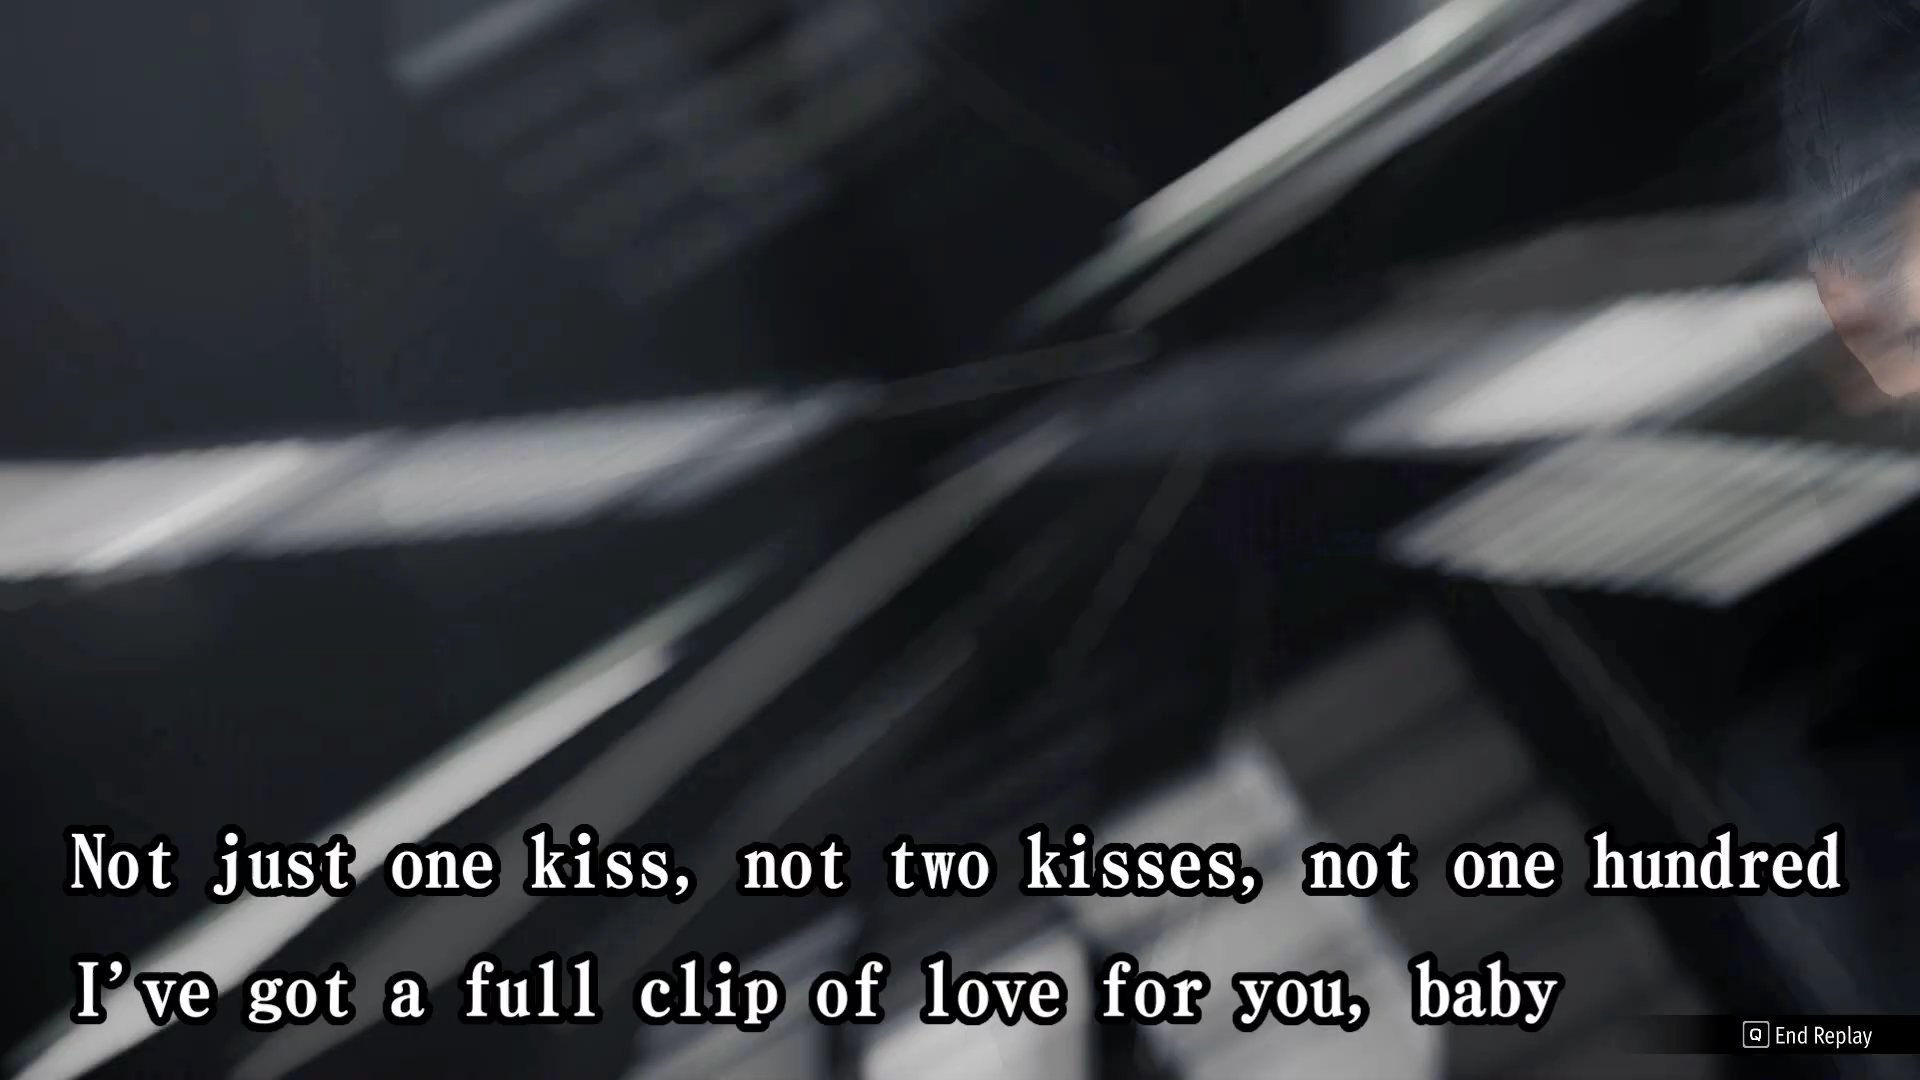 Not just one kiss, not two kisses, not one hundred
I've got a full clip of love for you, baby
Q End Replay